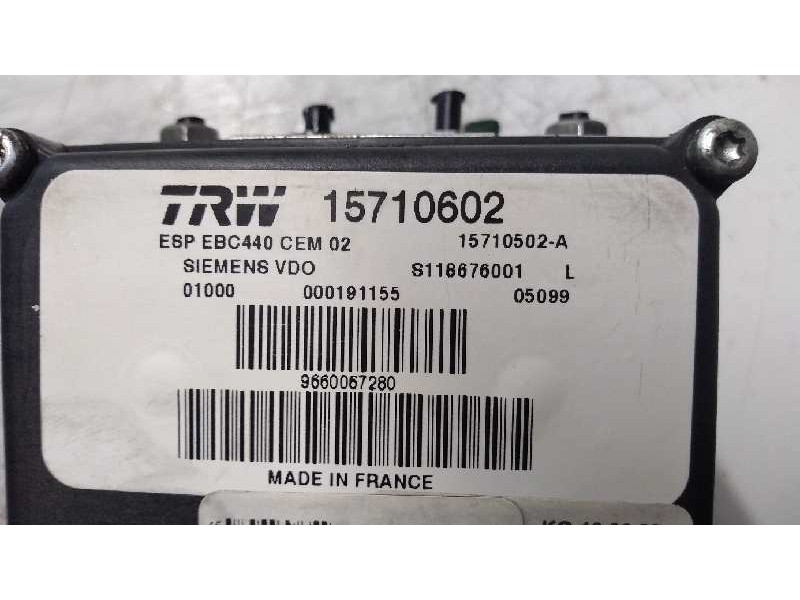 TRW 15710602
ESP EBC440 CEM 02 15710502-A
SIEMENS VDO S118676001 L
01000 000191155 05099
9660067280
MADE IN FRANCE